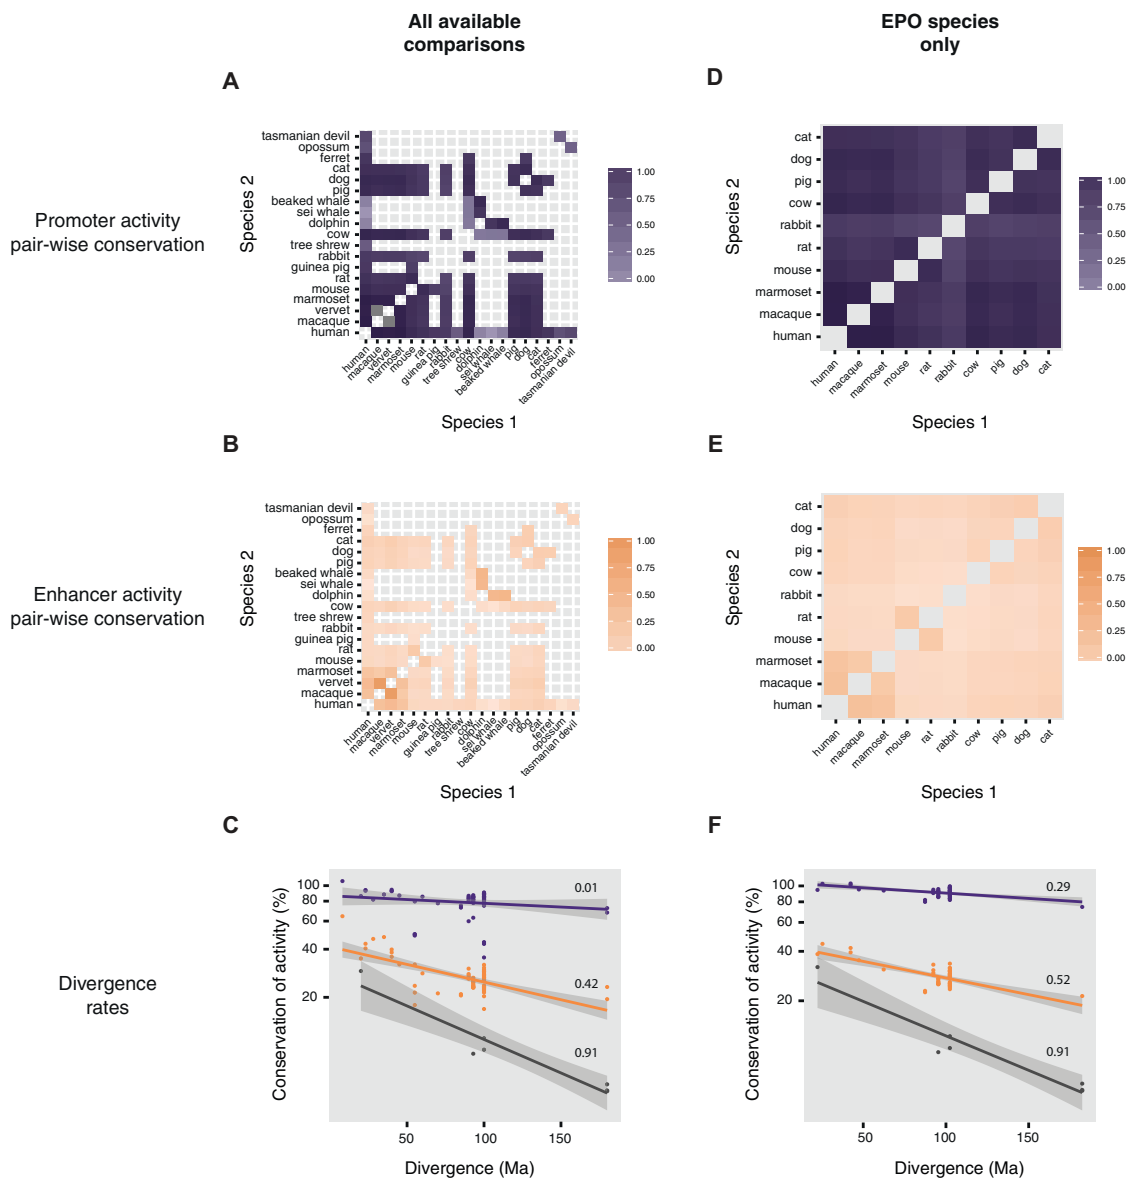 All available
comparisons
EPO species
only
A
Promoter activity
pair-wise conservation
Species 2
tasmanian devil
opossum
ferret
cat
dog
pig
beaked whale
sei whale
dolphin
cow
tree shrew
rabbit
guinea pig
rat
mouse
marmoset
vervet
macaque
human
human
macaque
vervet
marmoset
mouse
rat
guinea pig
rabbit
tree shrew
cow
dolphin
sei whale
beaked whale
pig
dog
cat
ferret
opossum
tasmanian devil
Species 1
1.00
0.75
0.50
0.25
0.00
D
Species 2
cat
dog
pig
cow
rabbit
rat
mouse
marmoset
macaque
human
human
macaque
marmoset
mouse
rat
rabbit
cow
pig
dog
cat
Species 1
1.00
0.75
0.50
0.25
0.00
B
Enhancer activity
pair-wise conservation
Species 2
tasmanian devil
opossum
ferret
cat
dog
pig
beaked whale
sei whale
dolphin
cow
tree shrew
rabbit
guinea pig
rat
mouse
marmoset
vervet
macaque
human
human
macaque
vervet
marmoset
mouse
rat
guinea pig
rabbit
tree shrew
cow
dolphin
sei whale
beaked whale
pig
dog
cat
ferret
opossum
tasmanian devil
Species 1
1.00
0.75
0.50
0.25
0.00
E
Species 2
cat
dog
pig
cow
rabbit
rat
mouse
marmoset
macaque
human
human
macaque
marmoset
mouse
rat
rabbit
cow
pig
dog
cat
Species 1
1.00
0.75
0.50
0.25
0.00
C
Divergence
rates
Conservation of activity (%)
100
80
60
40
20
0.01
0.42
0.91
50
100
150
Divergence (Ma)
F
Conservation of activity (%)
100
80
60
40
20
0.29
0.52
0.91
50
100
150
Divergence (Ma)